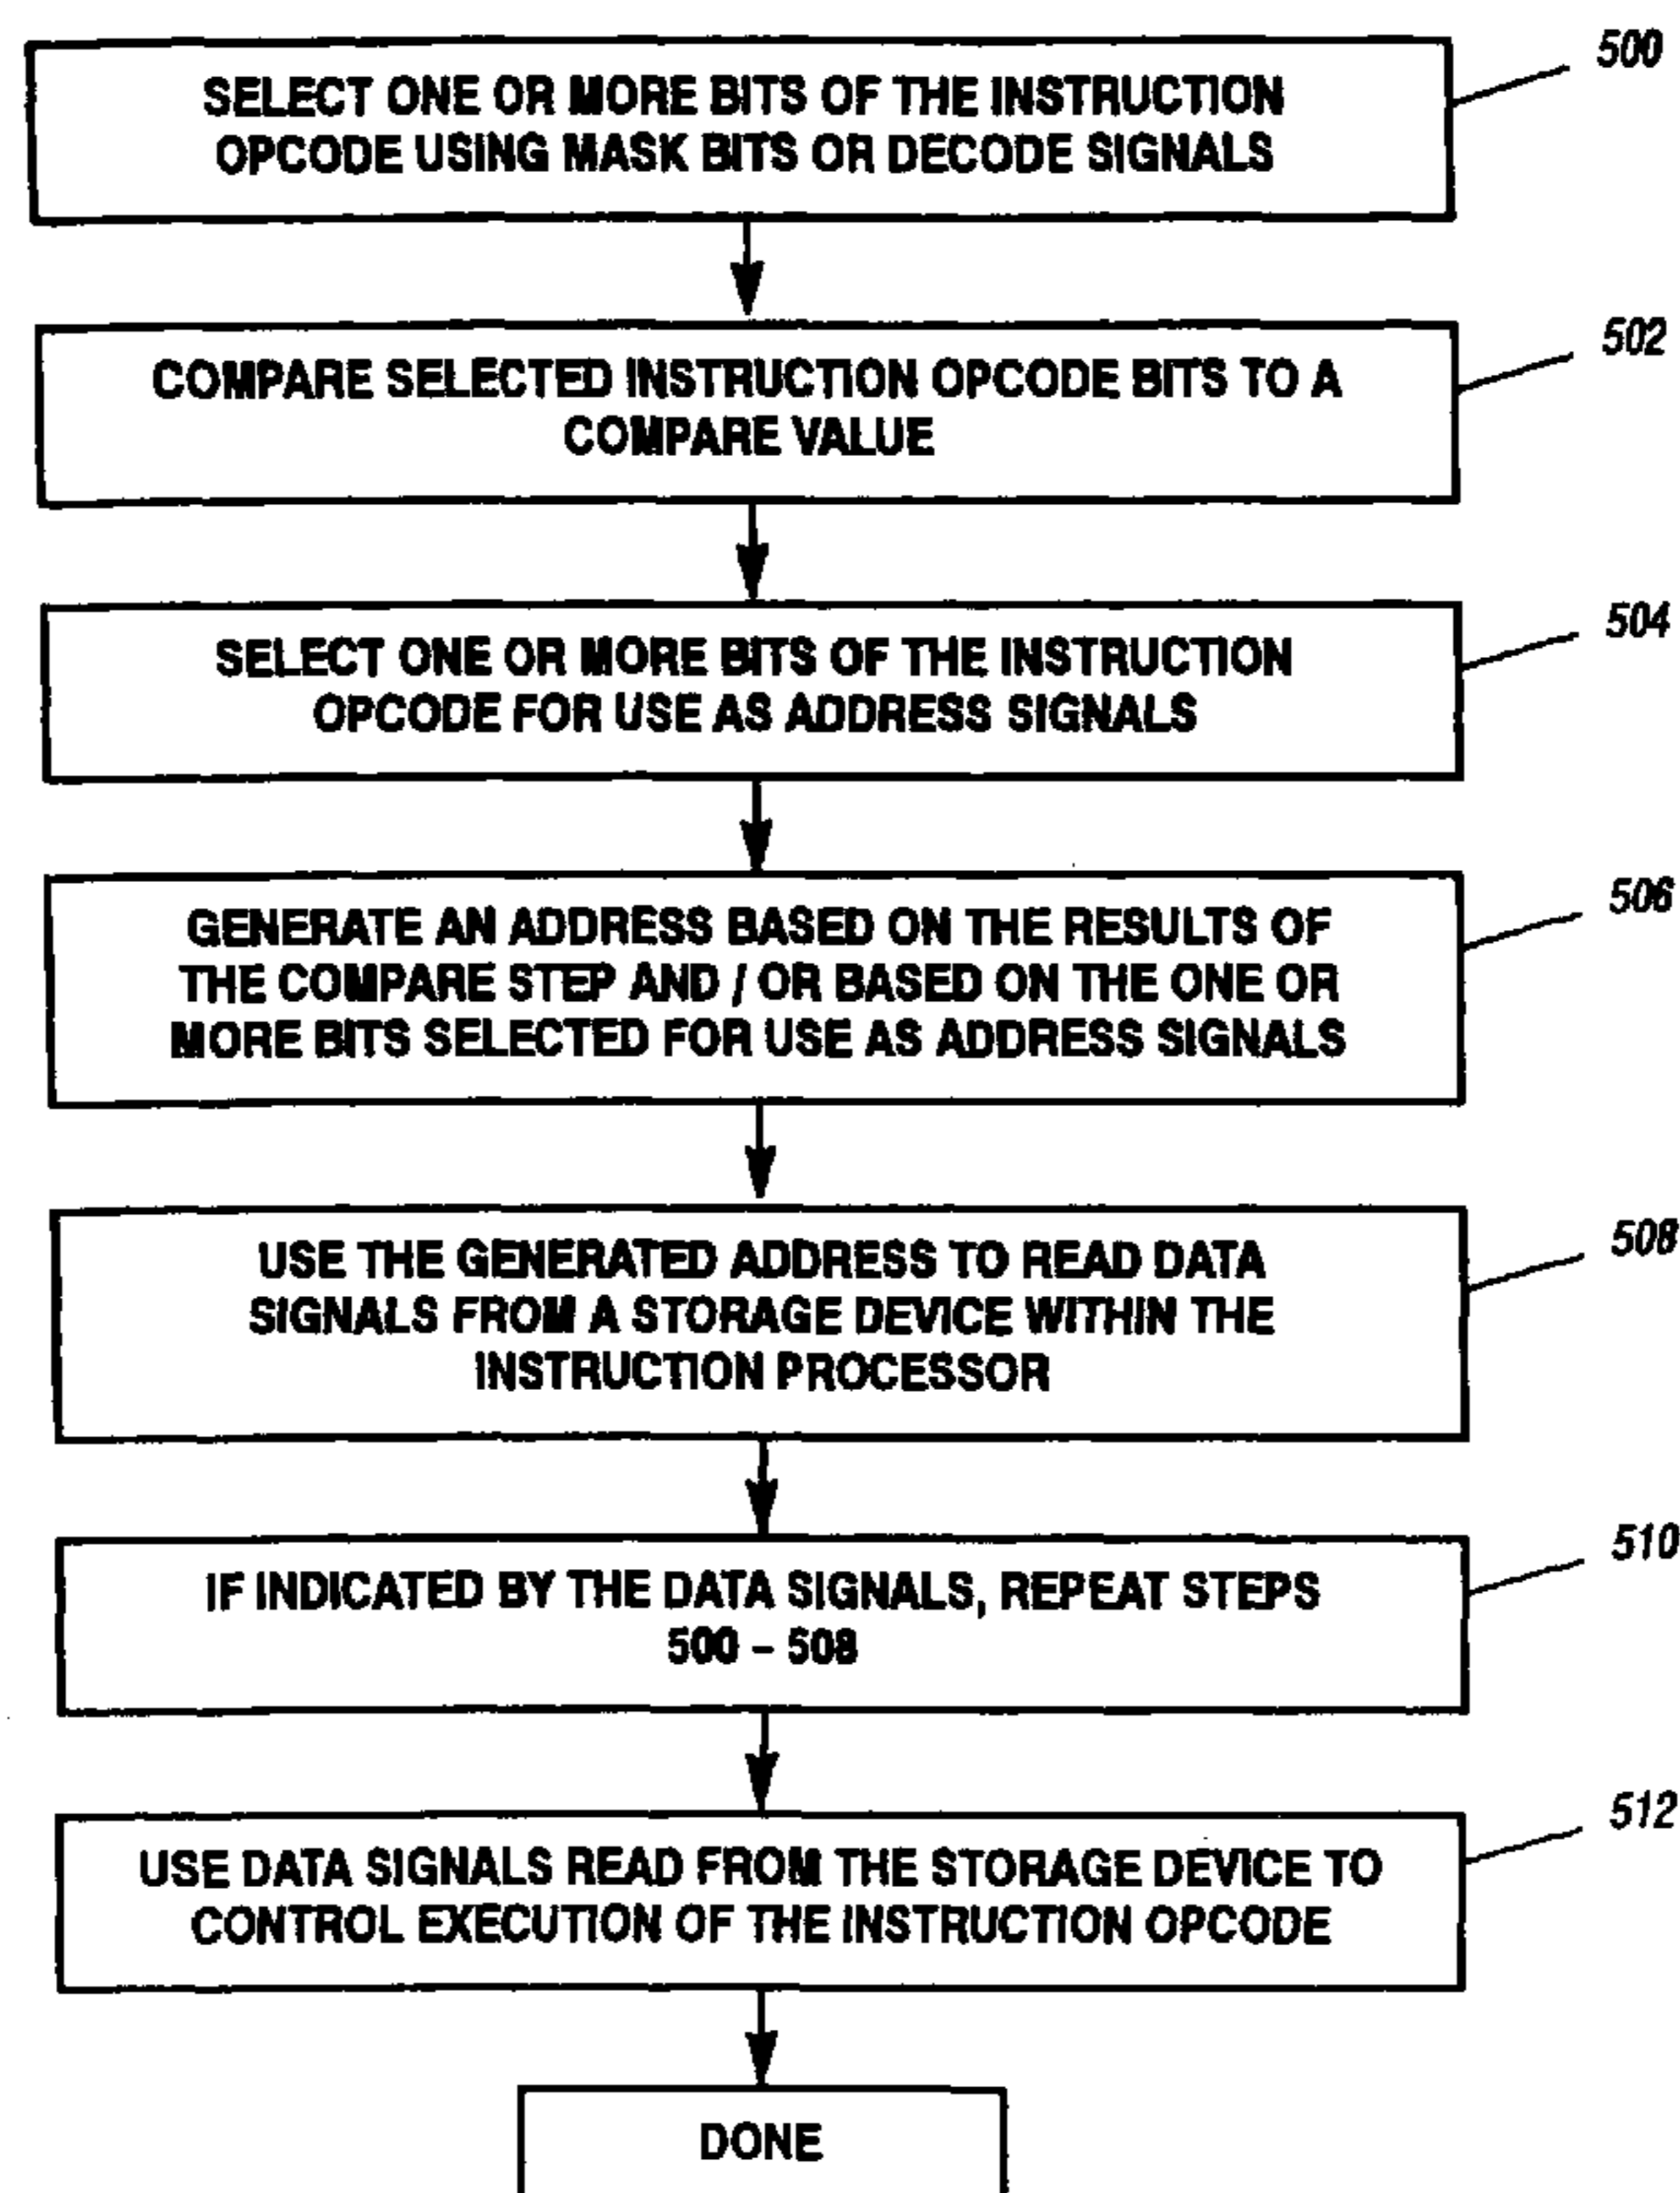 500
SELECT ONE OR MORE BITS OF THE INSTRUCTION
OPCODE USING MASK BITS OR DECODE SIGNALS
502
COMPARE SELECTED INSTRUCTION OPCODE BITS TO A
COMPARE VALUE
504
SELECT ONE OR MORE BITS OF THE INSTRUCTION
OPCODE FOR USE AS ADDRESS SIGNALS
506
GENERATE AN ADDRESS BASED ON THE RESULTS OF
THE COMPARE STEP AND / OR BASED ON THE ONE OR
MORE BITS SELECTED FOR USE AS ADDRESS SIGNALS
508
USE THE GENERATED ADDRESS TO READ DATA
SIGNALS FROM A STORAGE DEVICE WITHIN THE
INSTRUCTION PROCESSOR
510
IF INDICATED BY THE DATA SIGNALS, REPEAT STEPS
500 – 508
512
USE DATA SIGNALS READ FROM THE STORAGE DEVICE TO
CONTROL EXECUTION OF THE INSTRUCTION OPCODE
DONE